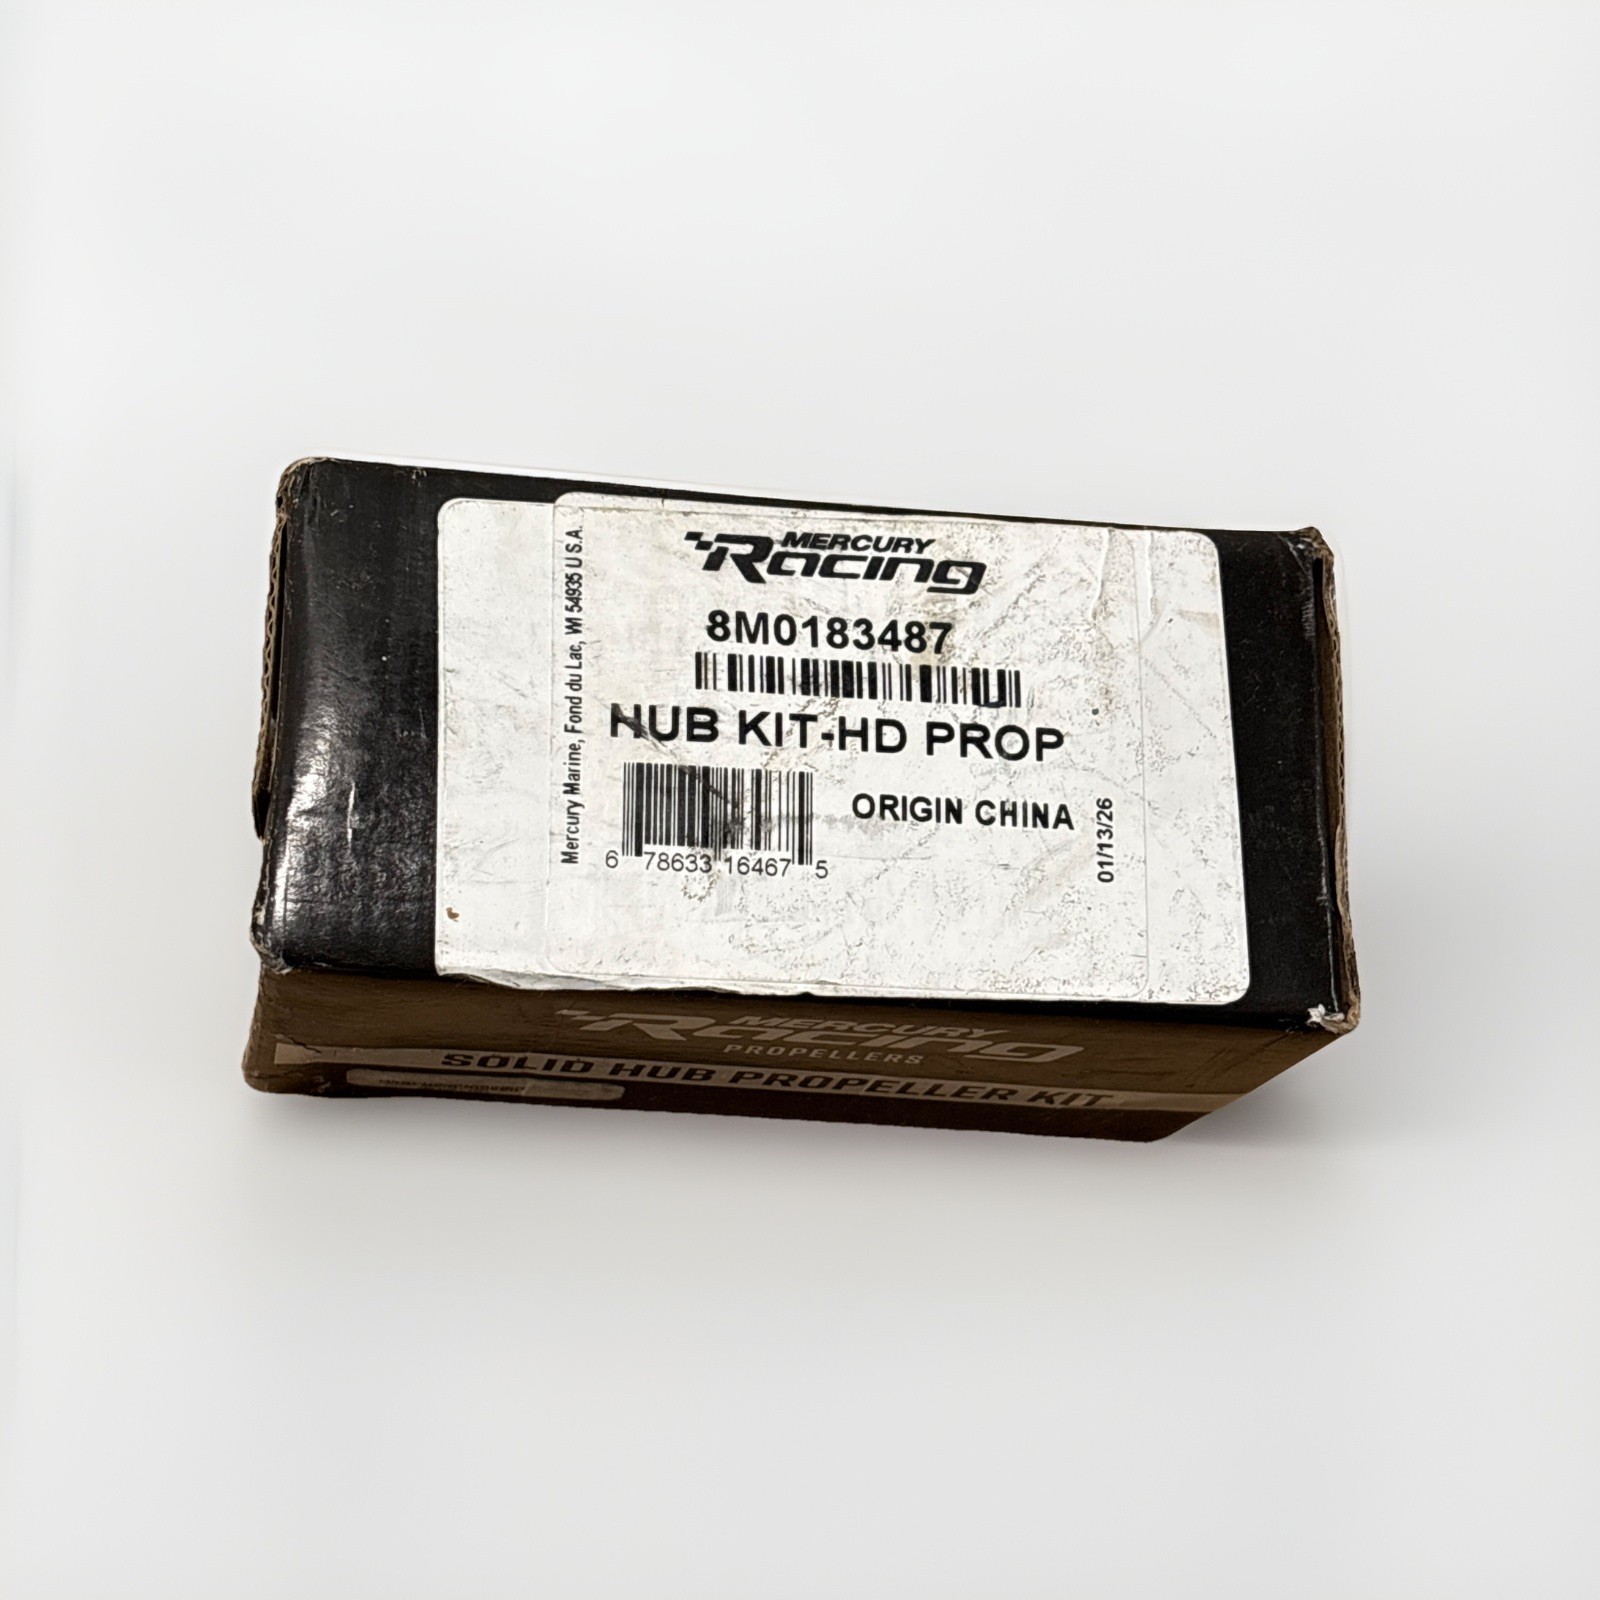 MERCURY
Racing
8M0183487
HUB KIT-HD PROP
6 78633 16467 5
ORIGIN CHINA
01/13/26
Mercury Marine, Fond du Lac, WI 54935 U.S.A.
MERCURY
Racing
PROPELLERS
SOLID HUB PROPELLER KIT